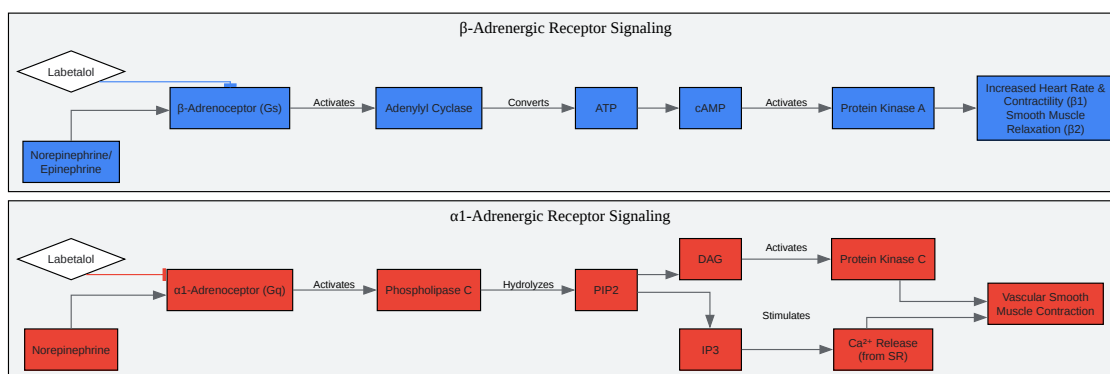 β-Adrenergic Receptor Signaling
Labetalol
β-Adrenoceptor (Gs)
Activates
Adenylyl Cyclase
Converts
ATP
cAMP
Activates
Protein Kinase A
Increased Heart Rate &
Contractility (β1)
Smooth Muscle
Relaxation (β2)
Norepinephrine/
Epinephrine
α1-Adrenergic Receptor Signaling
Labetalol
α1-Adrenoceptor (Gq)
Activates
Phospholipase C
Hydrolyzes
PIP2
DAG
Activates
Protein Kinase C
Vascular Smooth
Muscle Contraction
Stimulates
Norepinephrine
IP3
Ca²⁺ Release
(from SR)